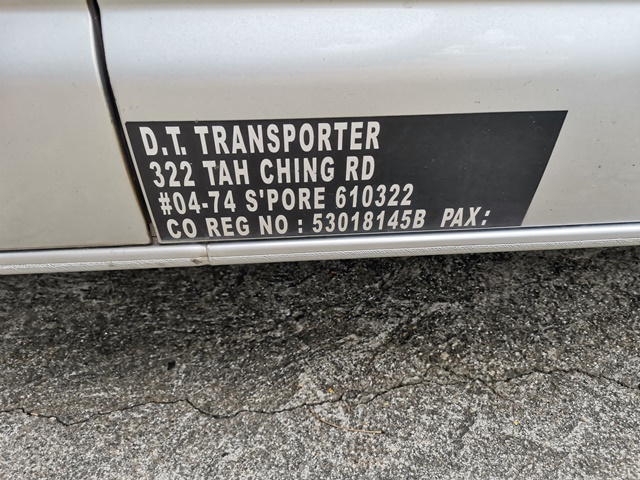 D.T. TRANSPORTER
322 TAH CHING RD
#04-74 S'PORE 610322
CO REG NO : 53018145B PAX: